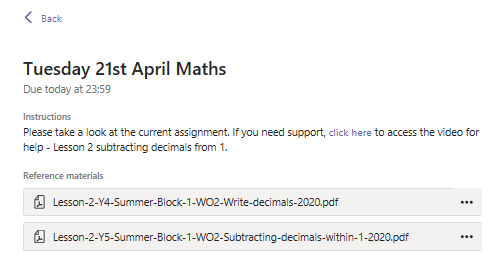 Back
Tuesday 21st April Maths
Due today at 23:59
Instructions
Please take a look at the current assignment. If you need support, click here to access the video for
help - Lesson 2 subtracting decimals from 1.
Reference materials
Lesson-2-Y4-Summer-Block-1-WO2-Write-decimals-2020.pdf
Lesson-2-Y5-Summer-Block-1-WO2-Subtracting-decimals-within-1-2020.pdf